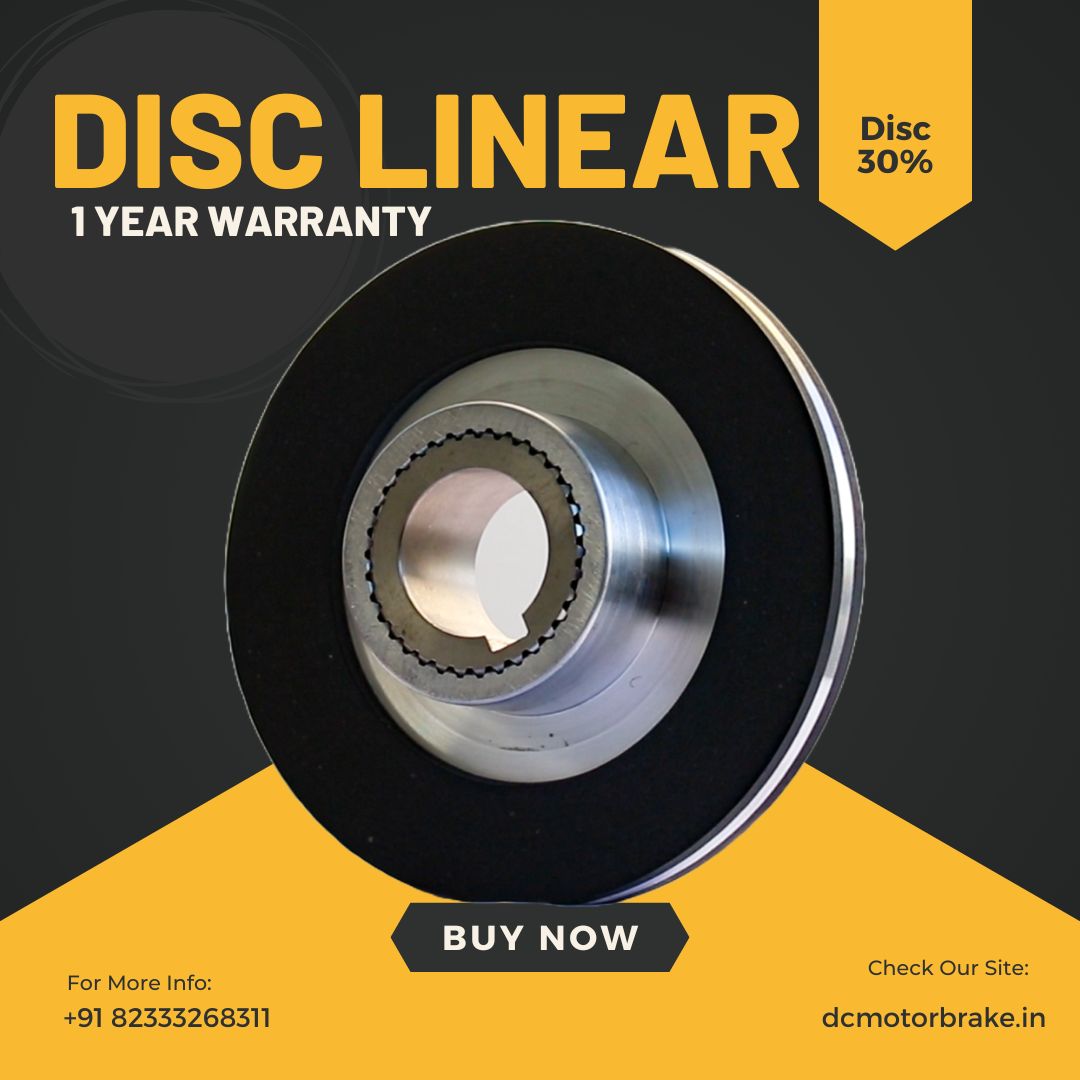 DISC LINEAR
1 YEAR WARRANTY
Disc
30%
BUY NOW
For More Info:
+91 82333268311
Check Our Site:
dcmotorbrake.in